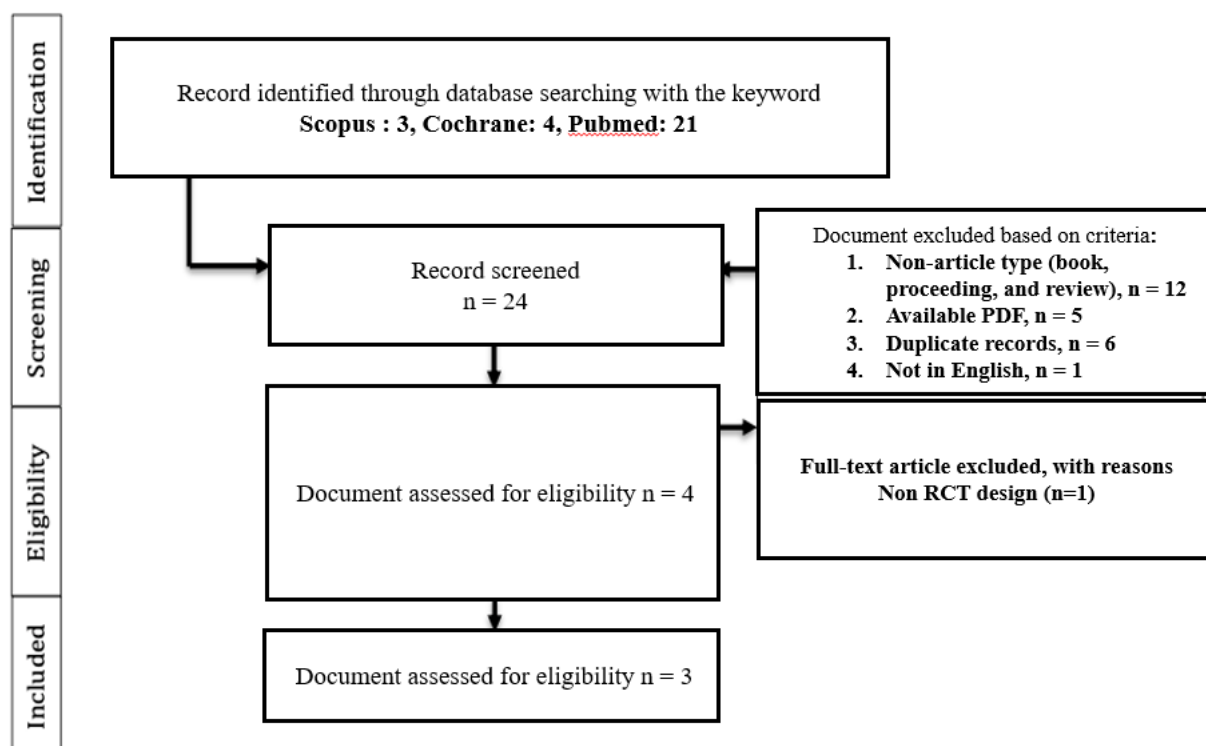 Identification
Record identified through database searching with the keyword
Scopus : 3, Cochrane: 4, Pubmed: 21
Screening
Record screened
n = 24
Document excluded based on criteria:
1. Non-article type (book,
proceeding, and review), n = 12
2. Available PDF, n = 5
3. Duplicate records, n = 6
4. Not in English, n = 1
Eligibility
Document assessed for eligibility n = 4
Full-text article excluded, with reasons
Non RCT design (n=1)
Included
Document assessed for eligibility n = 3